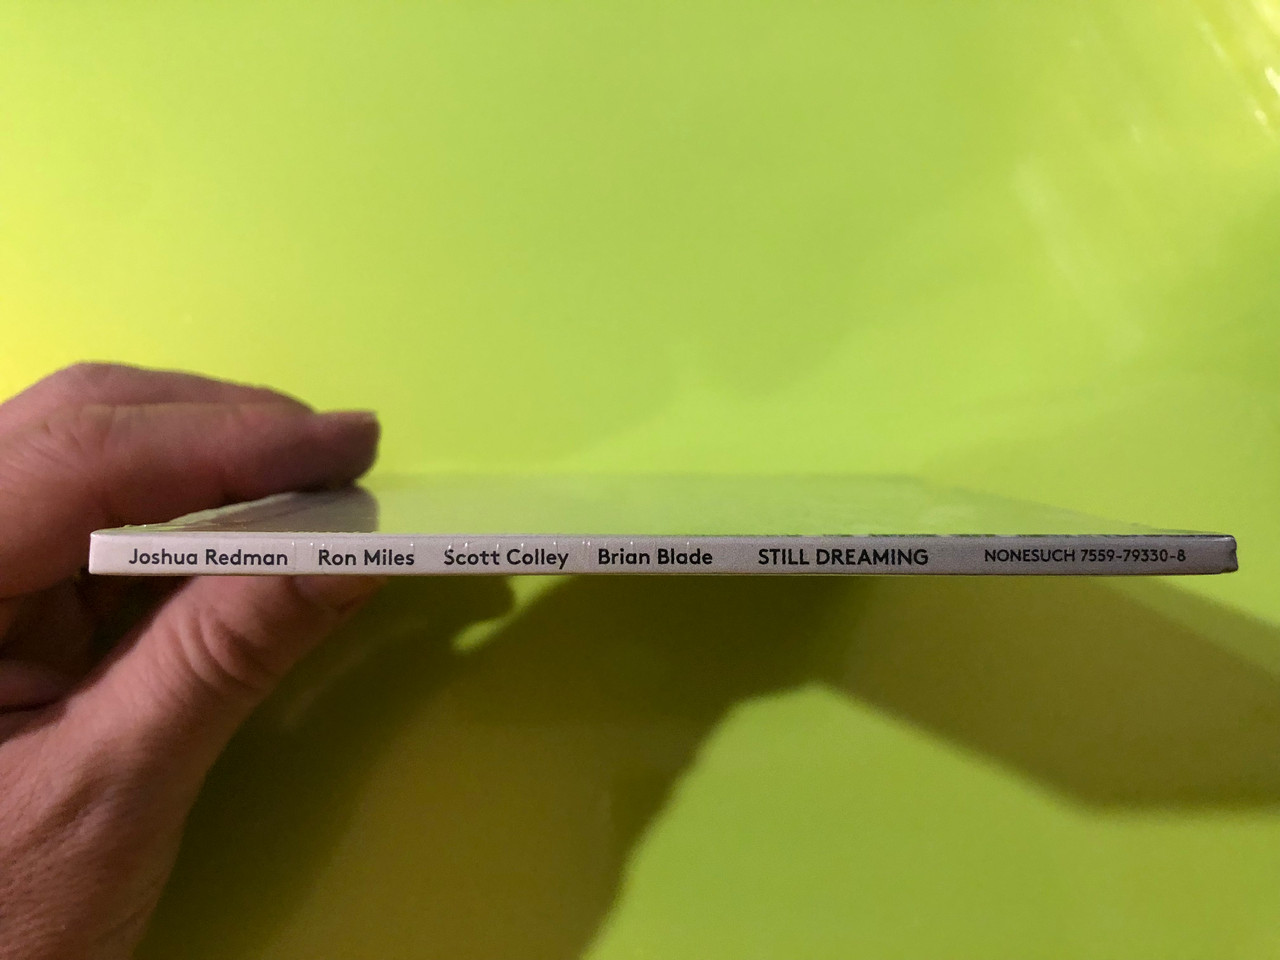 Joshua Redman Ron Miles Scott Colley Brian Blade STILL DREAMING NONESUCH 7559-79330-8